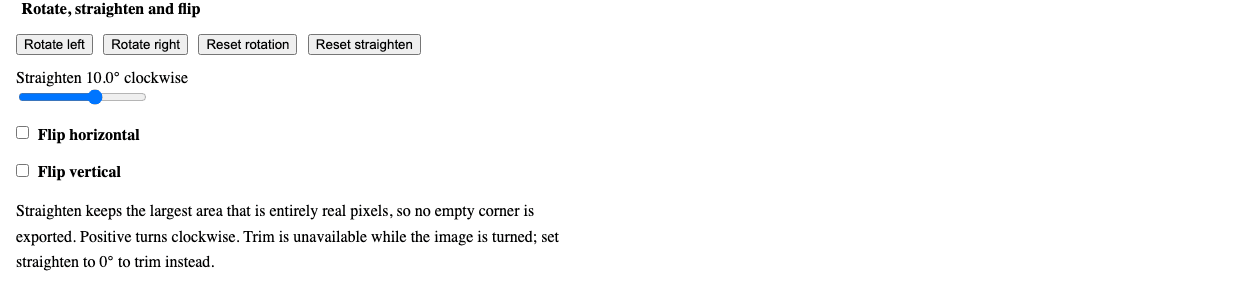 Rotate, straighten and flip
Rotate left Rotate right Reset rotation Reset straighten
Straighten 10.0° clockwise
Flip horizontal
Flip vertical
Straighten keeps the largest area that is entirely real pixels, so no empty corner is
exported. Positive turns clockwise. Trim is unavailable while the image is turned; set
straighten to 0° to trim instead.